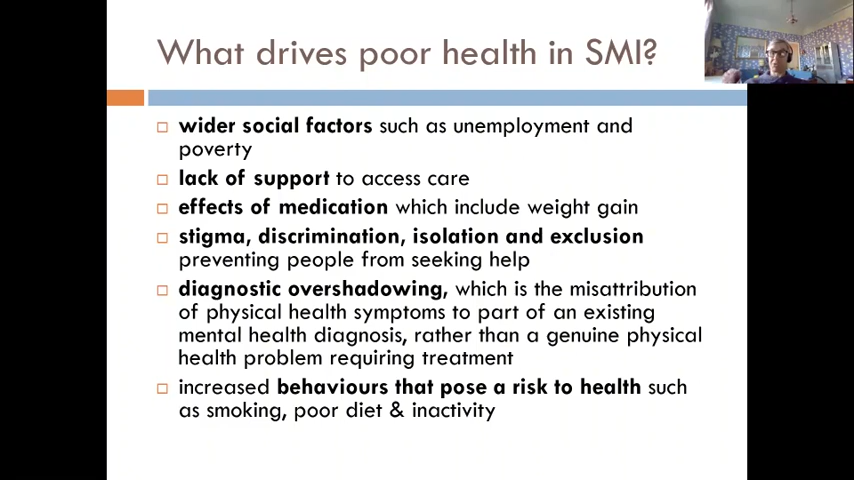 What drives poor health in SMI?
wider social factors such as unemployment and
poverty
lack of support to access care
effects of medication which include weight gain
stigma, discrimination, isolation and exclusion
preventing people from seeking help
diagnostic overshadowing, which is the misattribution
of physical health symptoms to part of an existing
mental health diagnosis, rather than a genuine physical
health problem requiring treatment
increased behaviours that pose a risk to health such
as smoking, poor diet & inactivity